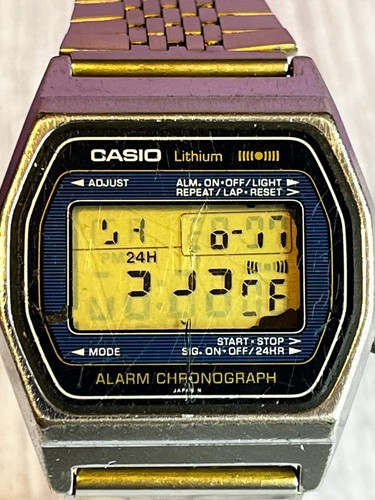 CASIO Lithium
ADJUST
ALM. ON·OFF/LIGHT
REPEAT/LAP·RESET
PM
24H
MODE
START·STOP
SIG. ON·OFF/24HR
ALARM CHRONOGRAPH
JAPAN N